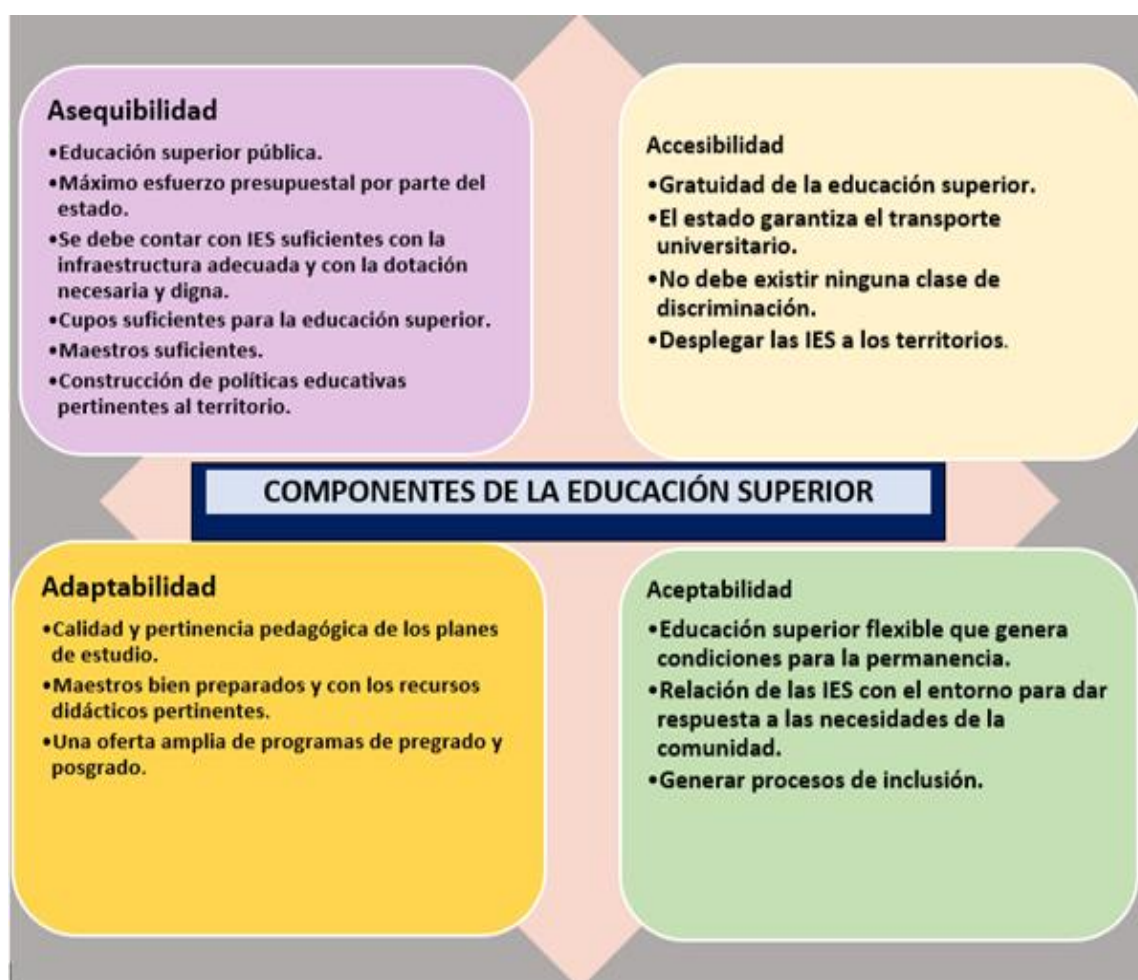 Asequibilidad
•Educación superior pública.
•Máximo esfuerzo presupuestal por parte del
estado.
•Se debe contar con IES suficientes con la
infraestructura adecuada y con la dotación
necesaria y digna.
•Cupos suficientes para la educación superior.
•Maestros suficientes.
•Construcción de políticas educativas
pertinentes al territorio.
Accesibilidad
•Gratuidad de la educación superior.
•El estado garantiza el transporte
universitario.
•No debe existir ninguna clase de
discriminación.
•Desplegar las IES a los territorios.
COMPONENTES DE LA EDUCACIÓN SUPERIOR
Adaptabilidad
•Calidad y pertinencia pedagógica de los planes
de estudio.
•Maestros bien preparados y con los recursos
didácticos pertinentes.
•Una oferta amplia de programas de pregrado y
posgrado.
Aceptabilidad
•Educación superior flexible que genera
condiciones para la permanencia.
•Relación de las IES con el entorno para dar
respuesta a las necesidades de la
comunidad.
•Generar procesos de inclusión.